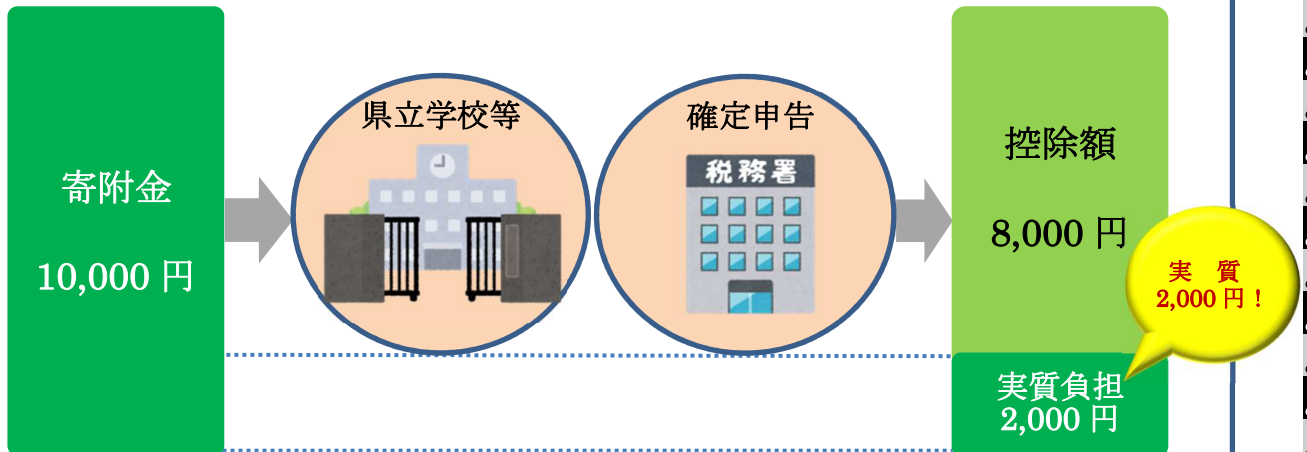 寄附金
10,000 円
県立学校等
確定申告
税務署
控除額
8,000 円
実 質
2,000 円！
実質負担
2,000 円